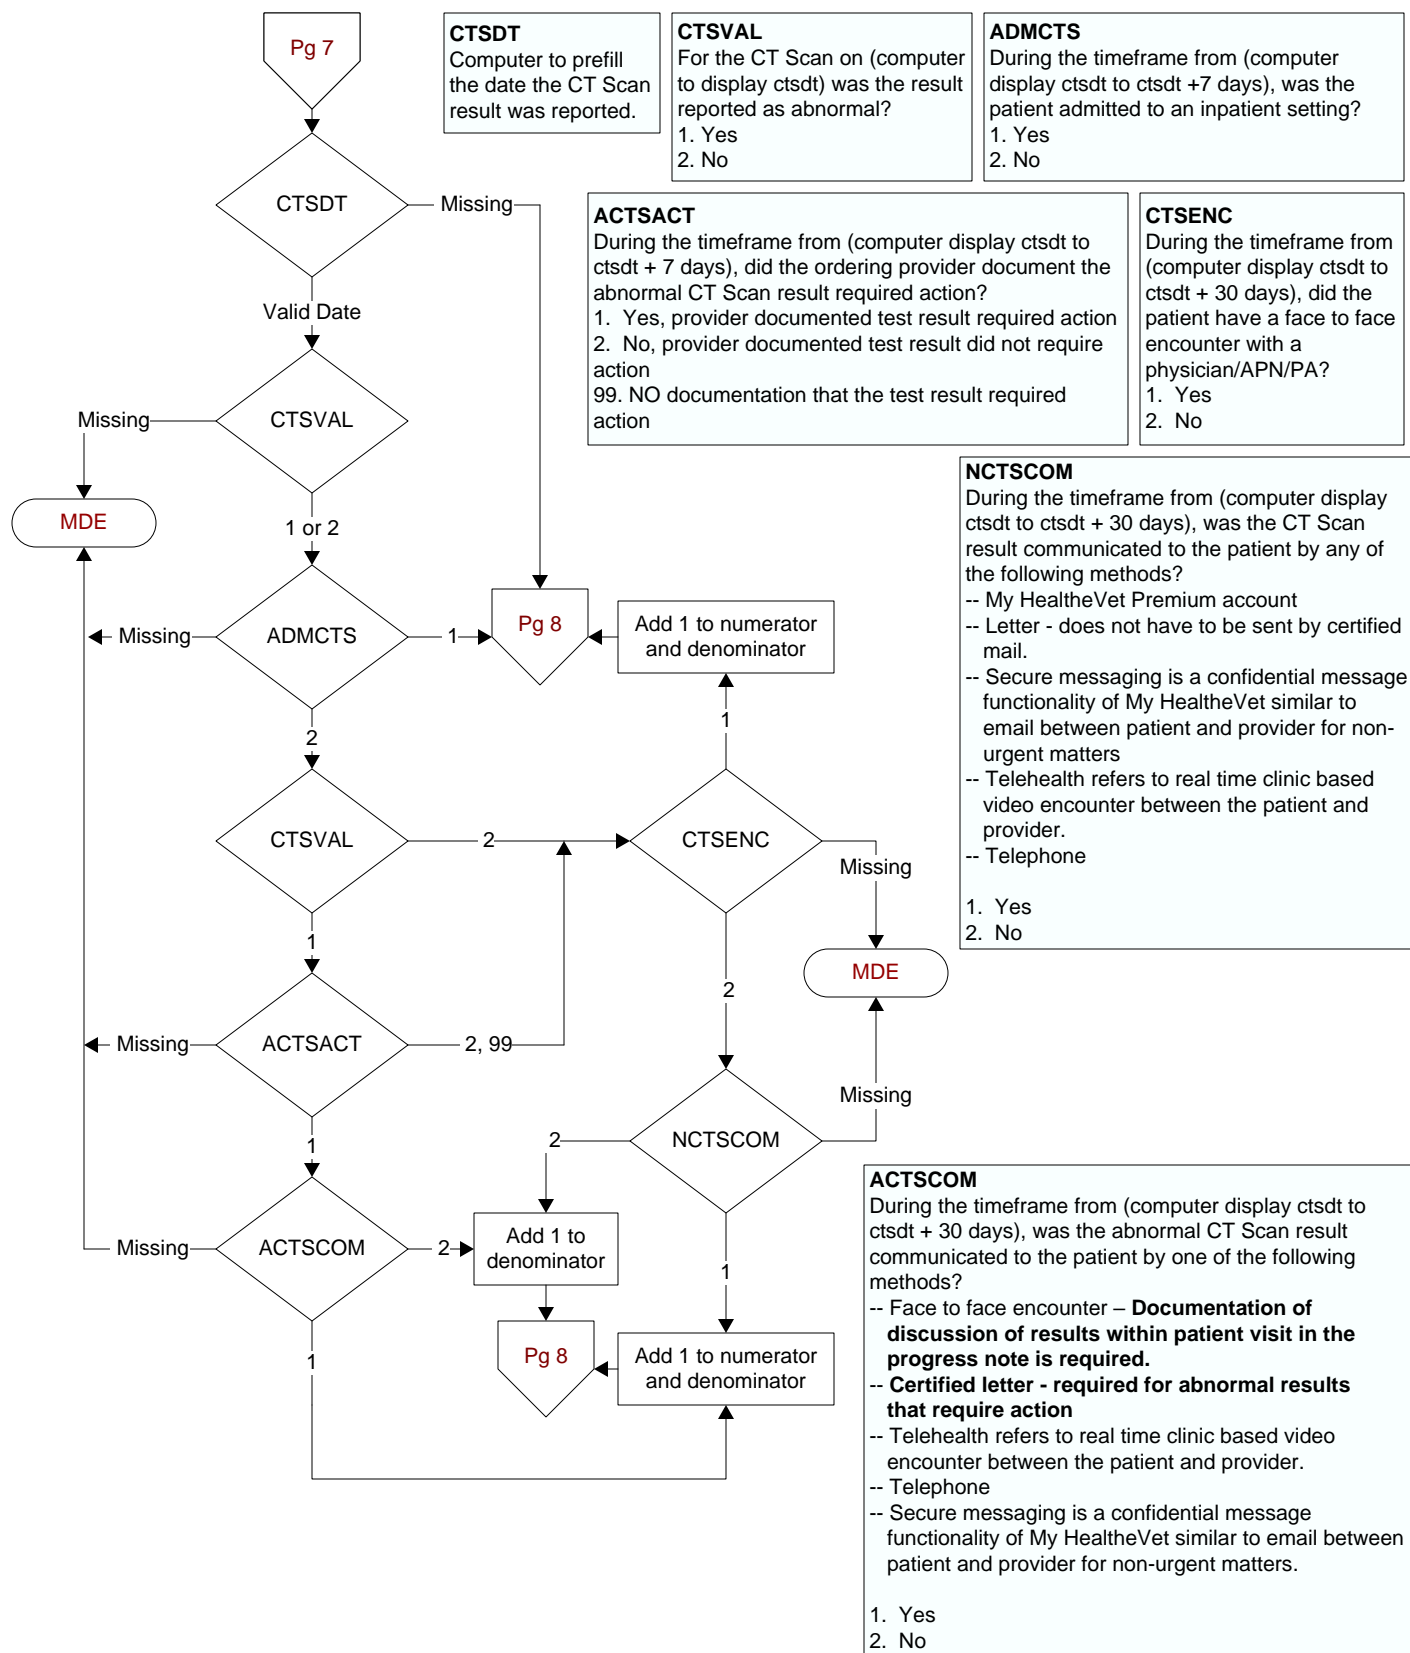 Pg 7
CTSDT
Computer to prefill
the date the CT Scan
result was reported.
CTSVAL
For the CT Scan on (computer
to display ctsdt) was the result
reported as abnormal?
1. Yes
2. No
ADMCTS
During the timeframe from (computer
display ctsdt to ctsdt +7 days), was the
patient admitted to an inpatient setting?
1. Yes
2. No
CTSDT
Missing
Valid Date
ACTSACT
During the timeframe from (computer display ctsdt to
ctsdt + 7 days), did the ordering provider document the
abnormal CT Scan result required action?
1. Yes, provider documented test result required action
2. No, provider documented test result did not require
action
99. NO documentation that the test result required
action
CTSENC
During the timeframe from
(computer display ctsdt to
ctsdt + 30 days), did the
patient have a face to face
encounter with a
physician/APN/PA?
1. Yes
2. No
Missing
CTSVAL
MDE
1 or 2
NCTSCOM
During the timeframe from (computer display
ctsdt to ctsdt + 30 days), was the CT Scan
result communicated to the patient by any of
the following methods?
-- My HealtheVet Premium account
-- Letter - does not have to be sent by certified
mail.
-- Secure messaging is a confidential message
functionality of My HealtheVet similar to
email between patient and provider for non-
urgent matters
-- Telehealth refers to real time clinic based
video encounter between the patient and
provider.
-- Telephone
1. Yes
2. No
Missing
ADMCTS
1
Pg 8
Add 1 to numerator
and denominator
2
1
CTSVAL
2
CTSENC
Missing
1
MDE
2
Missing
ACTSACT
2, 99
Missing
1
2
NCTSCOM
Missing
ACTSCOM
2
Add 1 to
denominator
1
1
Pg 8
Add 1 to numerator
and denominator
ACTSCOM
During the timeframe from (computer display ctsdt to
ctsdt + 30 days), was the abnormal CT Scan result
communicated to the patient by one of the following
methods?
-- Face to face encounter – Documentation of
discussion of results within patient visit in the
progress note is required.
-- Certified letter - required for abnormal results
that require action
-- Telehealth refers to real time clinic based video
encounter between the patient and provider.
-- Telephone
-- Secure messaging is a confidential message
functionality of My HealtheVet similar to email between
patient and provider for non-urgent matters.
1. Yes
2. No